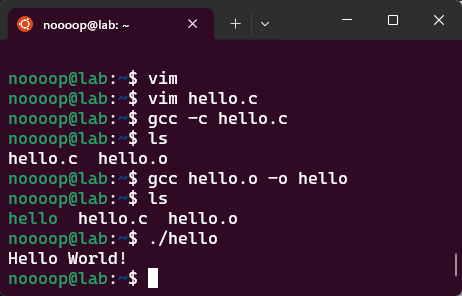 noooop@lab: ~
noooop@lab:~$ vim
noooop@lab:~$ vim hello.c
noooop@lab:~$ gcc -c hello.c
noooop@lab:~$ ls
hello.c  hello.o
noooop@lab:~$ gcc hello.o -o hello
noooop@lab:~$ ls
hello  hello.c  hello.o
noooop@lab:~$ ./hello
Hello World!
noooop@lab:~$